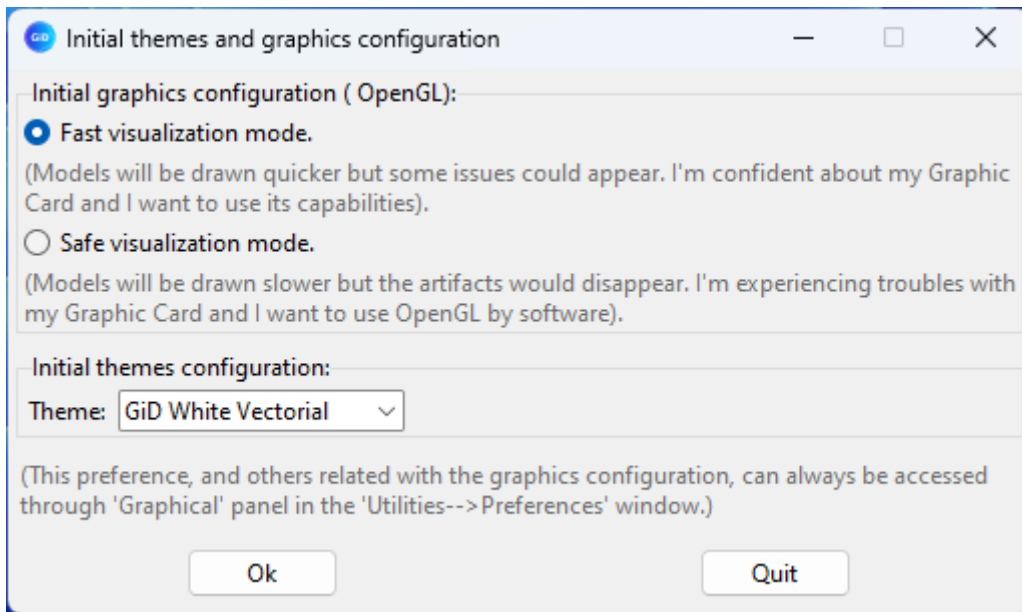 GiD Initial themes and graphics configuration
Initial graphics configuration ( OpenGL):
Fast visualization mode.
(Models will be drawn quicker but some issues could appear. I'm confident about my Graphic
Card and I want to use its capabilities).
Safe visualization mode.
(Models will be drawn slower but the artifacts would disappear. I'm experiencing troubles with
my Graphic Card and I want to use OpenGL by software).
Initial themes configuration:
Theme: GiD White Vectorial
(This preference, and others related with the graphics configuration, can always be accessed
through 'Graphical' panel in the 'Utilities-->Preferences' window.)
Ok Quit